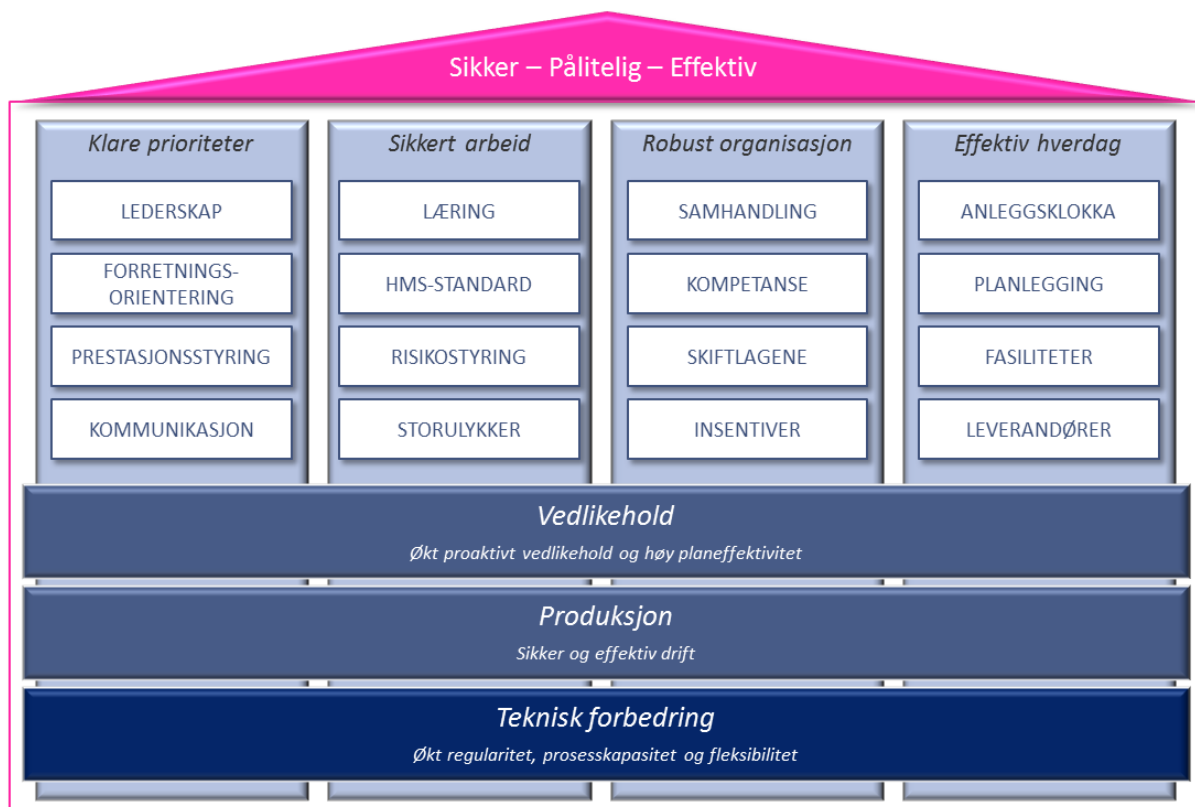 Sikker – Pålitelig – Effektiv
Klare prioriteter
LEDERSKAP
FORRETNINGS-
ORIENTERING
PRESTASJONSSTYRING
KOMMUNIKASJON
Sikkert arbeid
LÆRING
HMS-STANDARD
RISIKOSTYRING
STORULYKKER
Robust organisasjon
SAMHANDLING
KOMPETANSE
SKIFTLAGENE
INSENTIVER
Effektiv hverdag
ANLEGGSKLOKKA
PLANLEGGING
FASILITETER
LEVERANDØRER
Vedlikehold
Økt proaktivt vedlikehold og høy planeffektivitet
Produksjon
Sikker og effektiv drift
Teknisk forbedring
Økt regularitet, prosesskapasitet og fleksibilitet